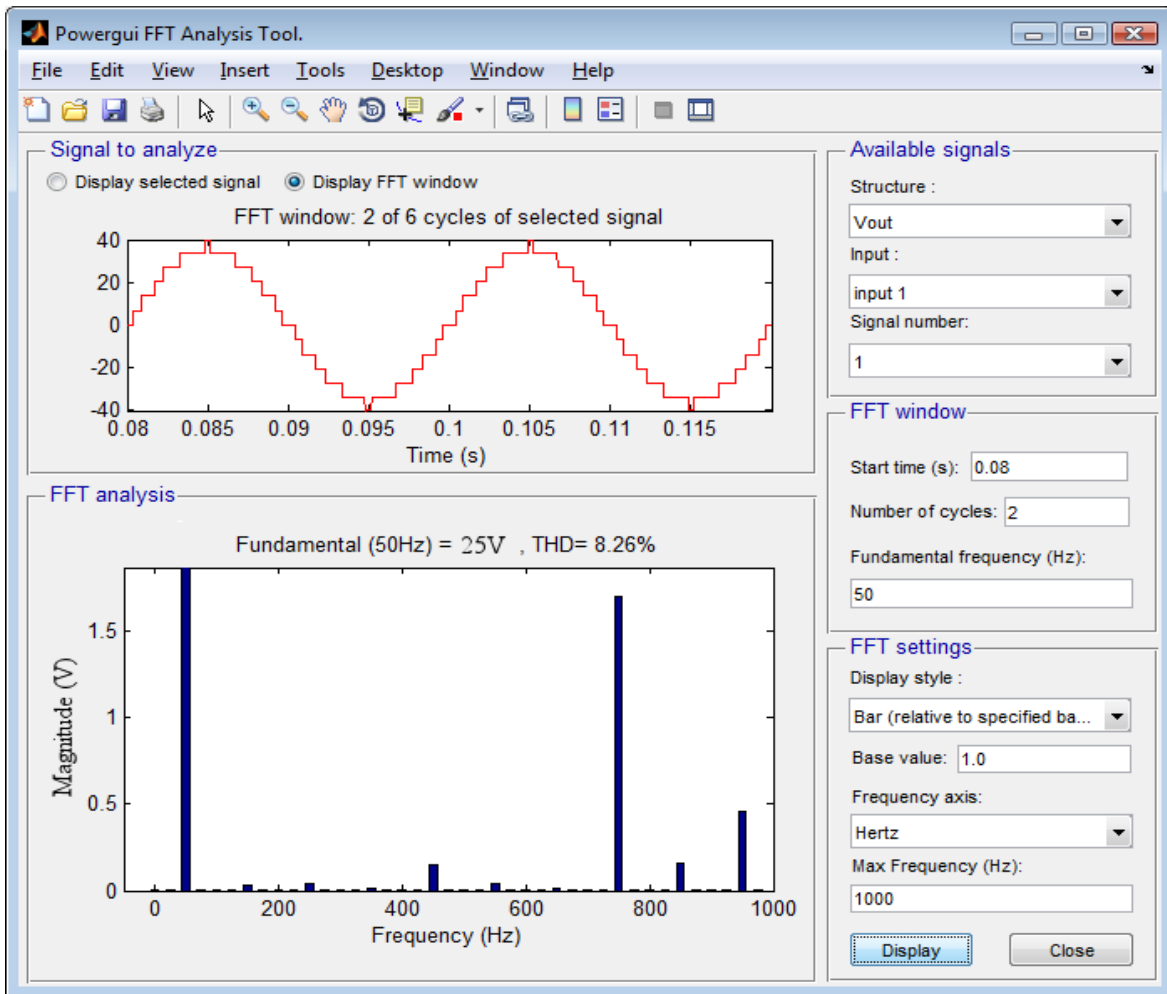 Powergui FFT Analysis Tool.
File Edit View Insert Tools Desktop Window Help
Signal to analyze
Display selected signal Display FFT window
FFT window: 2 of 6 cycles of selected signal
40
20
0
-20
-40
0.08 0.085 0.09 0.095 0.1 0.105 0.11 0.115
Time (s)
FFT analysis
Fundamental (50Hz) = 25V , THD= 8.26%
Magnitude (V)
1.5
1
0.5
0
0 200 400 600 800 1000
Frequency (Hz)
Available signals
Structure :
Vout
Input :
input 1
Signal number:
1
FFT window
Start time (s): 0.08
Number of cycles: 2
Fundamental frequency (Hz):
50
FFT settings
Display style :
Bar (relative to specified ba...
Base value: 1.0
Frequency axis:
Hertz
Max Frequency (Hz):
1000
Display Close